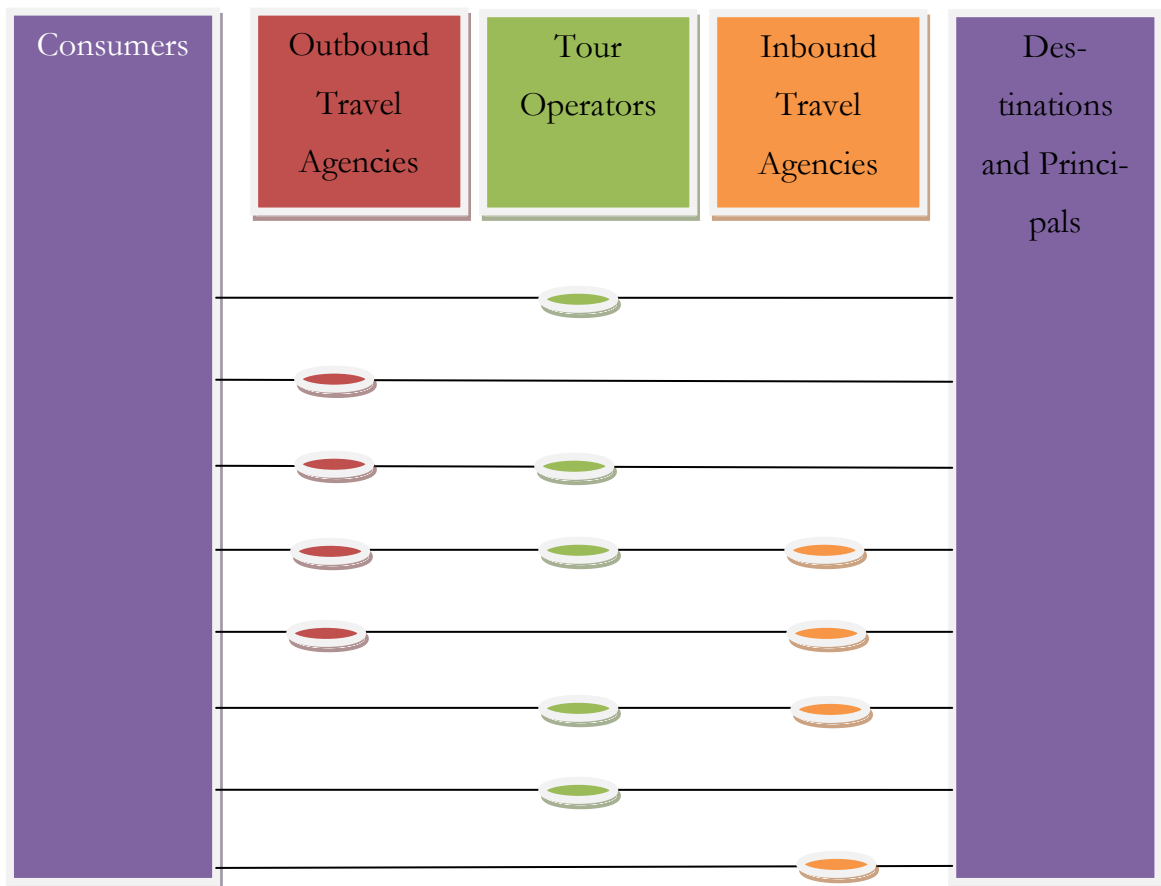 Consumers
Outbound
Travel
Agencies
Tour
Operators
Inbound
Travel
Agencies
Des-
tinations
and Princi-
pals